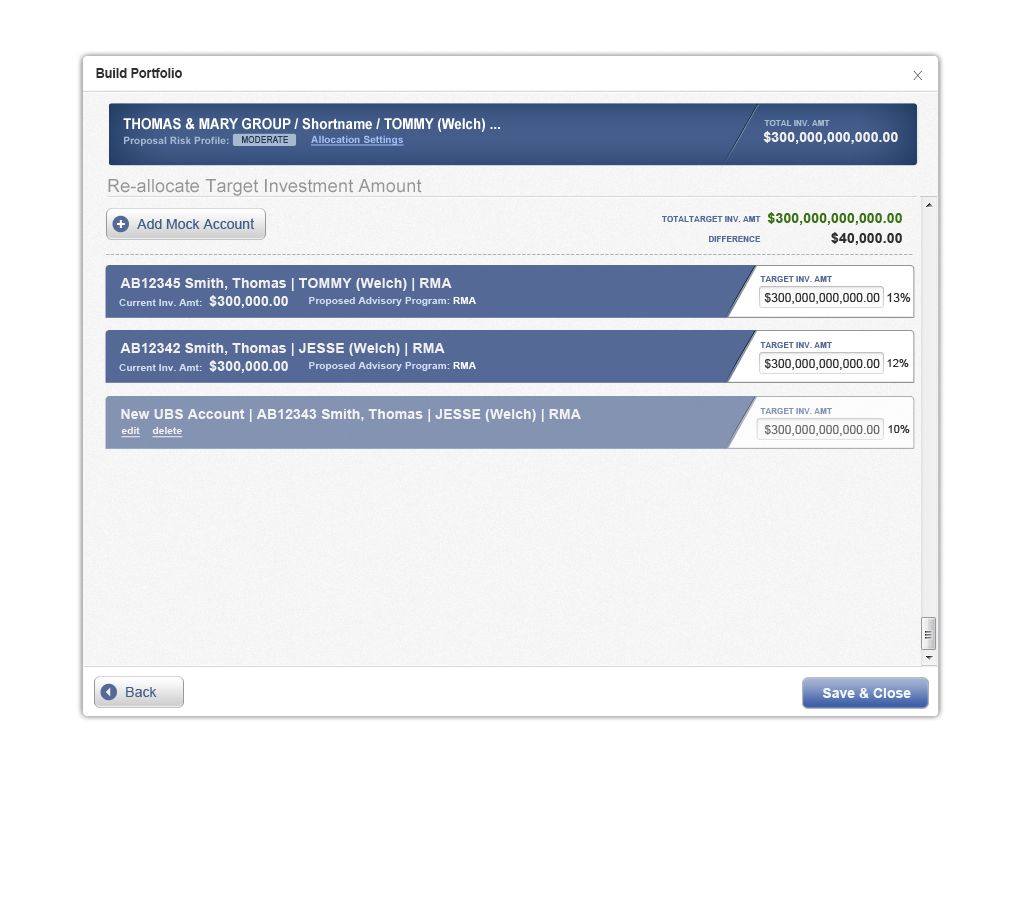 Build Portfolio
THOMAS & MARY GROUP / Shortname / TOMMY (Welch) ...
Proposal Risk Profile: MODERATE Allocation Settings
TOTAL INV. AMT
$300,000,000,000.00
Re-allocate Target Investment Amount
Add Mock Account
TOTALTARGET INV. AMT $300,000,000,000.00
DIFFERENCE $40,000.00
AB12345 Smith, Thomas | TOMMY (Welch) | RMA
Current Inv. Amt: $300,000.00 Proposed Advisory Program: RMA
TARGET INV. AMT
$300,000,000,000.00 13%
AB12342 Smith, Thomas | JESSE (Welch) | RMA
Current Inv. Amt: $300,000.00 Proposed Advisory Program: RMA
TARGET INV. AMT
$300,000,000,000.00 12%
New UBS Account | AB12343 Smith, Thomas | JESSE (Welch) | RMA
edit delete
TARGET INV. AMT
$300,000,000,000.00 10%
Back
Save & Close